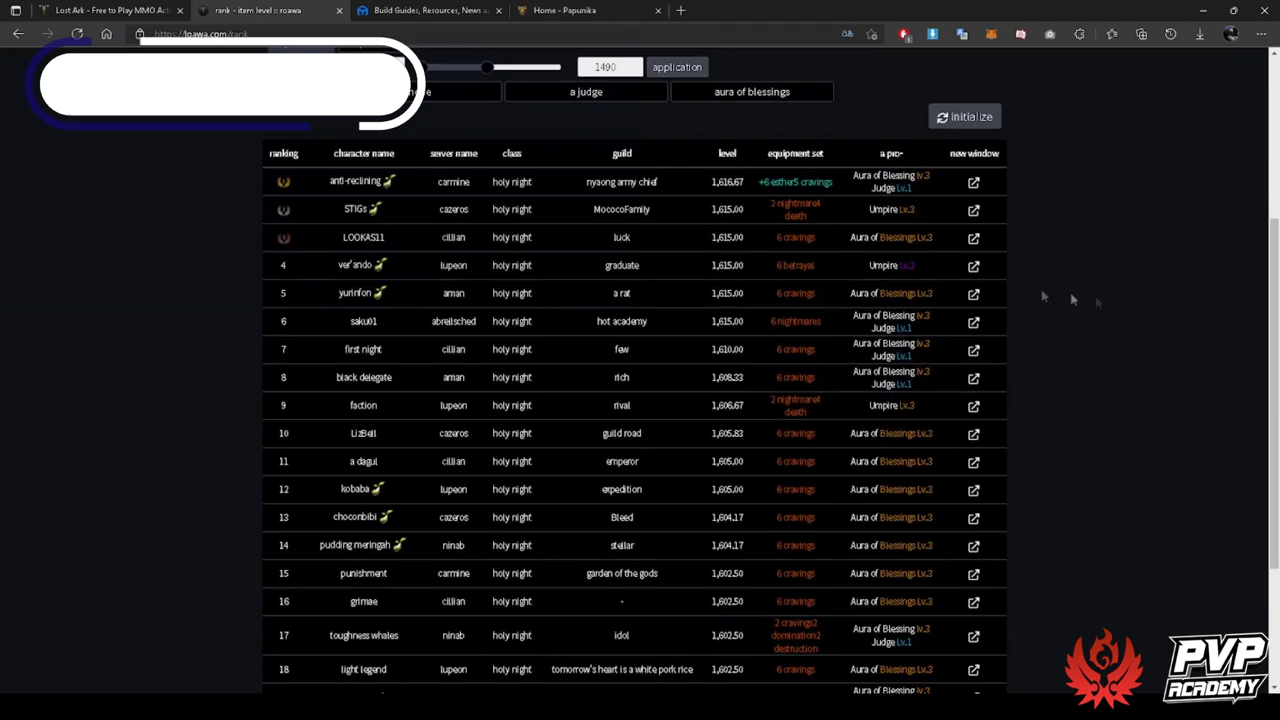 Lost Ark - Free to Play MMO Acti
rank - item level :: roawa
Build Guides, Resources, News a
Home - Papunika
https://loawa.com/rank
1490 application
a judge aura of blessings
initialize
ranking character name server name class guild level equipment set a pro- new window
anti-reclining carmine holy night nyaong army chief 1,616.67 +6 esther5 cravings Aura of Blessing lv.3
Judge Lv.1
STIGs cazeros holy night MococoFamily 1,615.00 2 nightmare4 death Umpire Lv.3
LOOKAS11 cillian holy night luck 1,615.00 6 cravings Aura of Blessings Lv.3
4 ver'ando lupeon holy night graduate 1,615.00 6 betrayal Umpire Lv.2
5 yurinfon aman holy night a rat 1,615.00 6 cravings Aura of Blessings Lv.3
6 saku01 abrellsched holy night hot academy 1,615.00 6 nightmares Aura of Blessing lv.3
Judge Lv.1
7 first night cillian holy night few 1,610.00 6 cravings Aura of Blessing lv.3
Judge Lv.1
8 black delegate aman holy night rich 1,608.33 6 cravings Aura of Blessing lv.3
Judge Lv.1
9 faction lupeon holy night rival 1,606.67 2 nightmare4 death Umpire Lv.3
10 LizBell cazeros holy night guild road 1,605.83 6 cravings Aura of Blessings Lv.3
11 a dagul cillian holy night emperor 1,605.00 6 cravings Aura of Blessings Lv.3
12 kobaba lupeon holy night expedition 1,605.00 6 cravings Aura of Blessings Lv.3
13 choconbibi cazeros holy night Bleed 1,604.17 6 cravings Aura of Blessings Lv.3
14 pudding meringah ninab holy night stellar 1,604.17 6 cravings Aura of Blessings Lv.3
15 punishment carmine holy night garden of the gods 1,602.50 6 cravings Aura of Blessings Lv.3
16 grimae cillian holy night - 1,602.50 6 cravings Aura of Blessings Lv.3
17 toughness whales ninab holy night idol 1,602.50 2 cravings2 domination2 destruction Aura of Blessing lv.3
Judge Lv.1
18 light legend lupeon holy night tomorrow's heart is a white pork rice 1,602.50 6 cravings Aura of Blessings Lv.3
PVP
ACADEMY